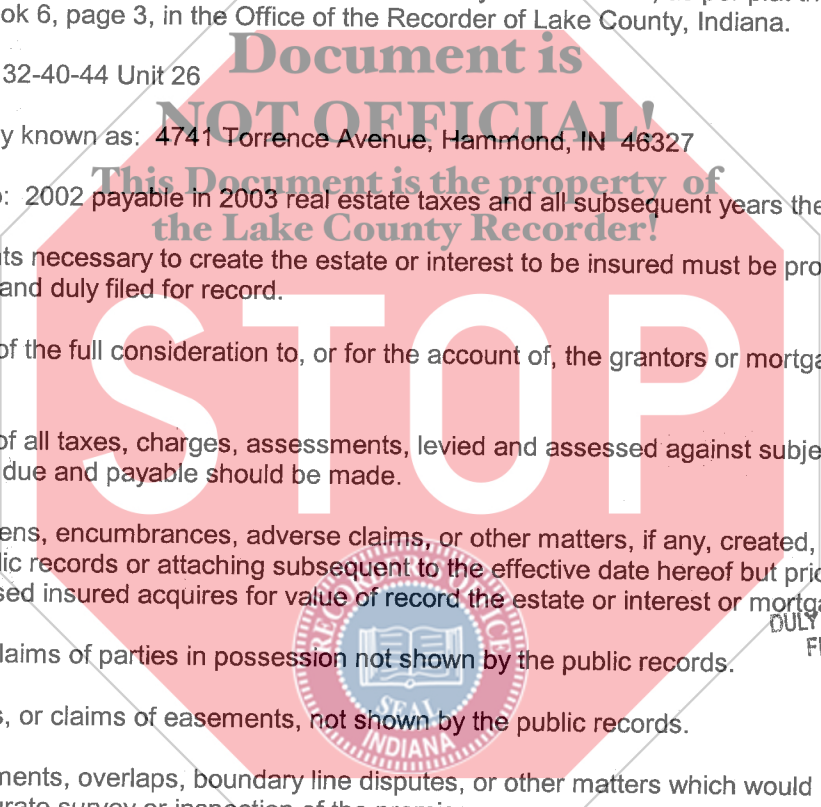 ok 6, page 3, in the Office of the Recorder of Lake County, Indiana.
Document is
32-40-44 Unit 26
NOT OFFICIAL!
y known as: 4741 Torrence Avenue, Hammond, IN 46327
This Document is the property of
: 2002 payable in 2003 real estate taxes and all subsequent years the
the Lake County Recorder!
ts necessary to create the estate or interest to be insured must be pro
and duly filed for record.
STOP
of the full consideration to, or for the account of, the grantors or mortga
of all taxes, charges, assessments, levied and assessed against subje
due and payable should be made.
ens, encumbrances, adverse claims, or other matters, if any, created,
lic records or attaching subsequent to the effective date hereof but prio
sed insured acquires for value of record the estate or interest or mortga
DULY
RECORDER'S OFFICE
laims of parties in possession not shown by the public records.
SEAL
s, or claims of easements, not shown by the public records.
INDIANA
ments, overlaps, boundary line disputes, or other matters which would